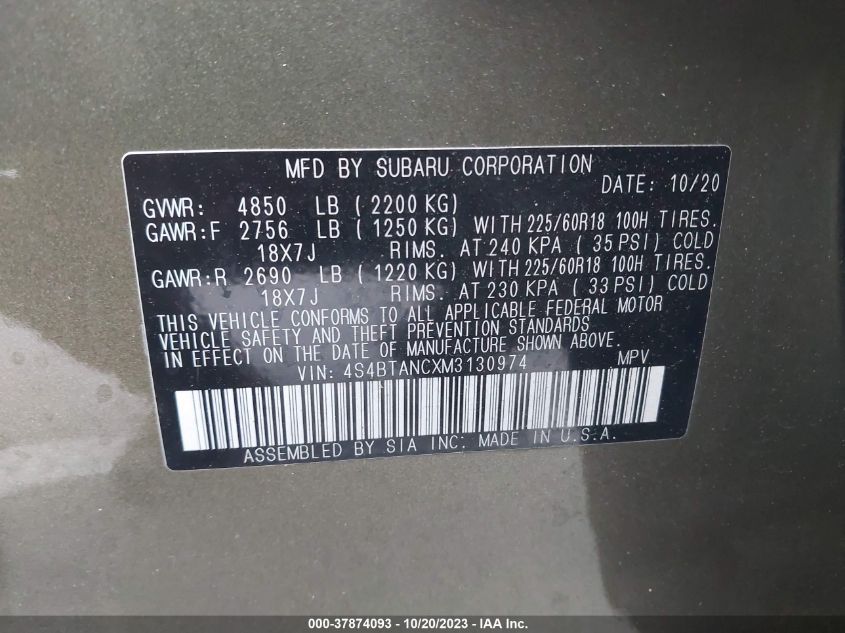 MFD BY SUBARU CORPORATION
DATE: 10/20
GVWR: 4850 LB ( 2200 KG)
GAWR:F 2756 LB ( 1250 KG) WITH 225/60R18 100H TIRES.
18X7J RIMS. AT 240 KPA ( 35 PSI) COLD
GAWR:R 2690 LB ( 1220 KG) WITH 225/60R18 100H TIRES.
18X7J RIMS. AT 230 KPA ( 33 PSI) COLD
THIS VEHICLE CONFORMS TO ALL APPLICABLE FEDERAL MOTOR
VEHICLE SAFETY AND THEFT PREVENTION STANDARDS
IN EFFECT ON THE DATE OF MANUFACTURE SHOWN ABOVE.
VIN: 4S4BTANCXM3130974 MPV
ASSEMBLED BY SIA INC: MADE IN U.S.A.
000-37874093 - 10/20/2023 - IAA Inc.